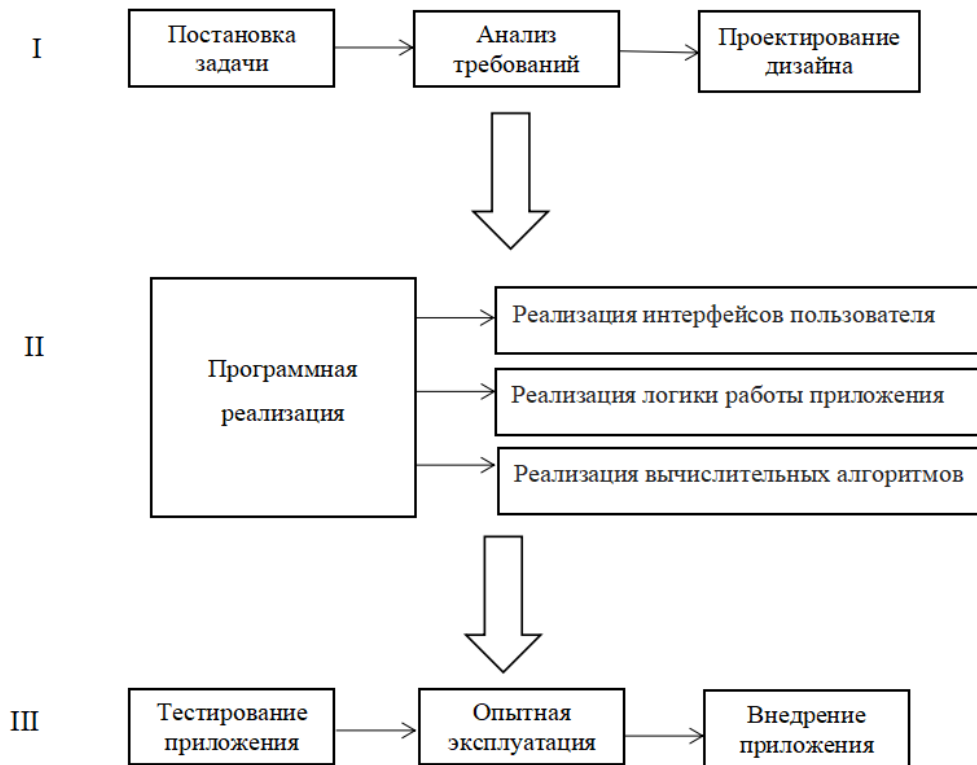 I
Постановка
задачи
Анализ
требований
Проектирование
дизайна
II
Программная
реализация
Реализация интерфейсов пользователя
Реализация логики работы приложения
Реализация вычислительных алгоритмов
III
Тестирование
приложения
Опытная
эксплуатация
Внедрение
приложения